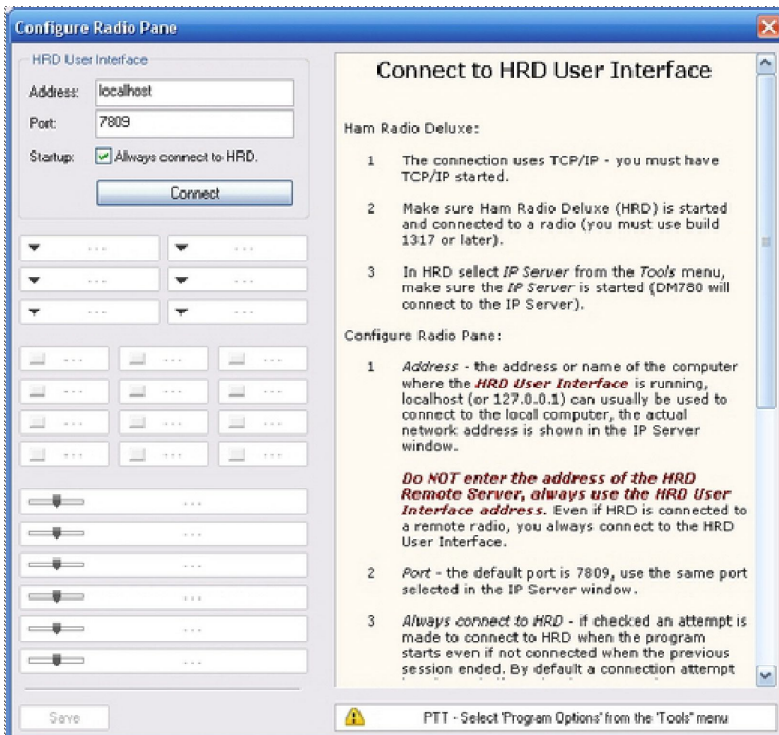 Configure Radio Pane
HRD User Interface
Address: localhost
Port: 7809
Startup: Always connect to HRD.
Connect
... ...
... ...
... ...
... ... ...
... ... ...
... ... ...
... ... ...
...
...
...
...
...
...
Save
Connect to HRD User Interface
Ham Radio Deluxe:
1 The connection uses TCP/IP - you must have
TCP/IP started.
2 Make sure Ham Radio Deluxe (HRD) is started
and connected to a radio (you must use build
1317 or later).
3 In HRD select IP Server from the Tools menu,
make sure the IP Server is started (DM780 will
connect to the IP Server).
Configure Radio Pane:
1 Address - the address or name of the computer
where the HRD User Interface is running,
localhost (or 127.0.0.1) can usually be used to
connect to the local computer, the actual
network address is shown in the IP Server
window.
Do NOT enter the address of the HRD
Remote Server, always use the HRD User
Interface address. Even if HRD is connected to
a remote radio, you always connect to the HRD
User Interface.
2 Port - the default port is 7809, use the same port
selected in the IP Server window.
3 Always connect to HRD - if checked an attempt is
made to connect to HRD when the program
starts even if not connected when the previous
session ended. By default a connection attempt
PTT - Select 'Program Options' from the 'Tools' menu